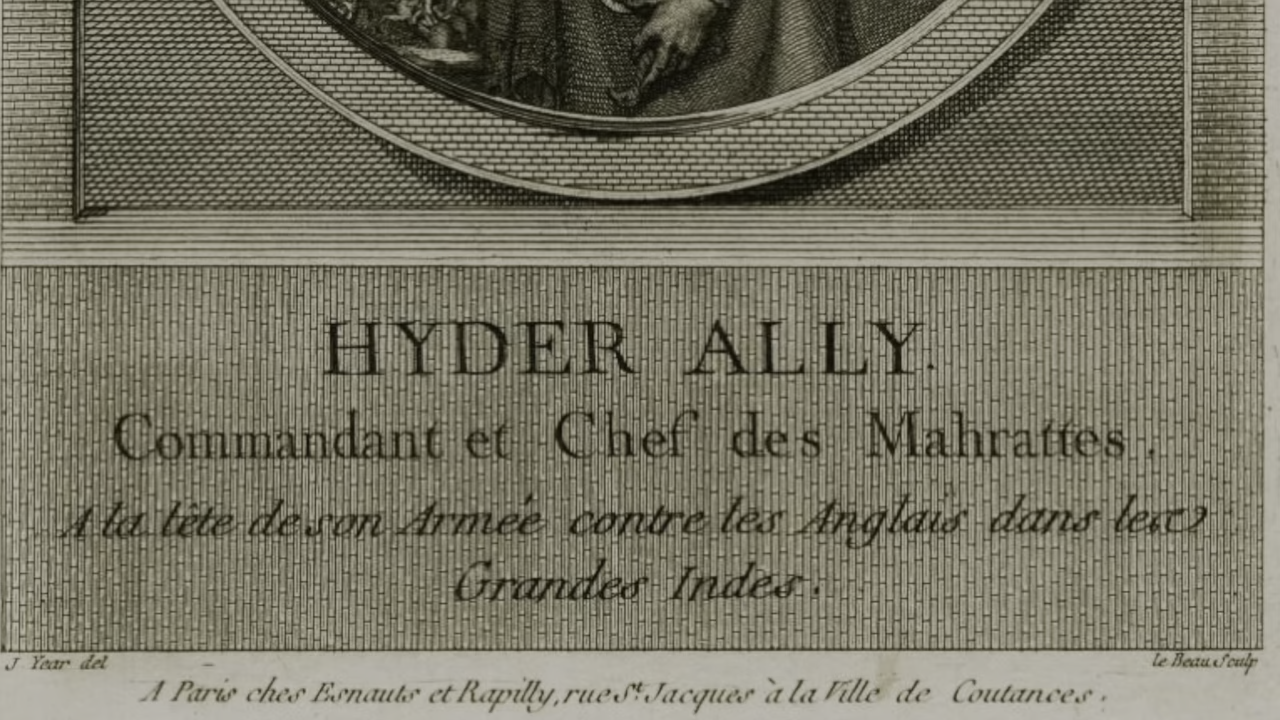 HYDER ALLY.
Commandant et Chef des Mahrattes.
A la tête de son Armée contre les Anglais dans les
Grandes Indes.
J Year del
le Beau Sculp
A Paris ches Esnauts et Rapilly, rue St. Jacques à la Ville de Coutances.